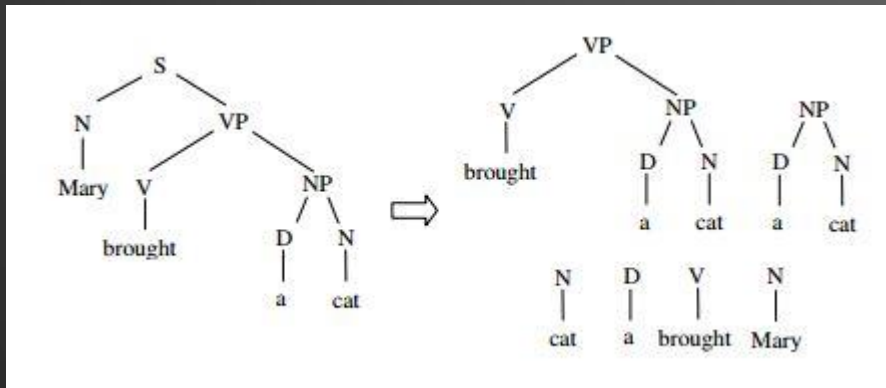 S
N VP
Mary V NP
brought D N
a cat
VP
V NP
brought D N
a cat
NP
D N
a cat
N D V N
cat a brought Mary